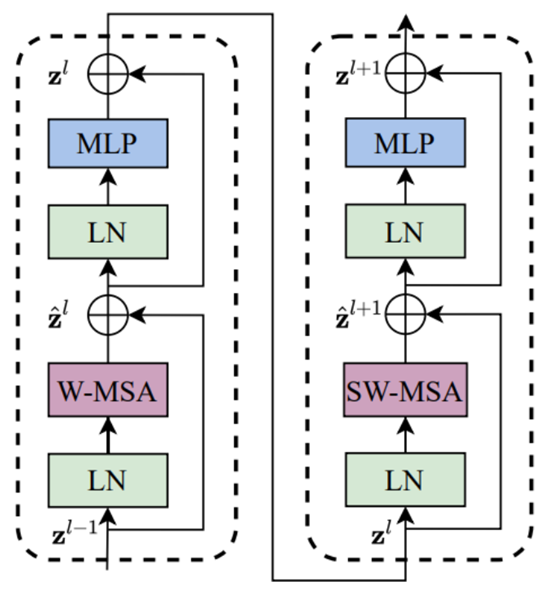 z^l
MLP
LN
ẑ^l
W-MSA
LN
z^{l−1}
z^{l+1}
MLP
LN
ẑ^{l+1}
SW-MSA
LN
z^l